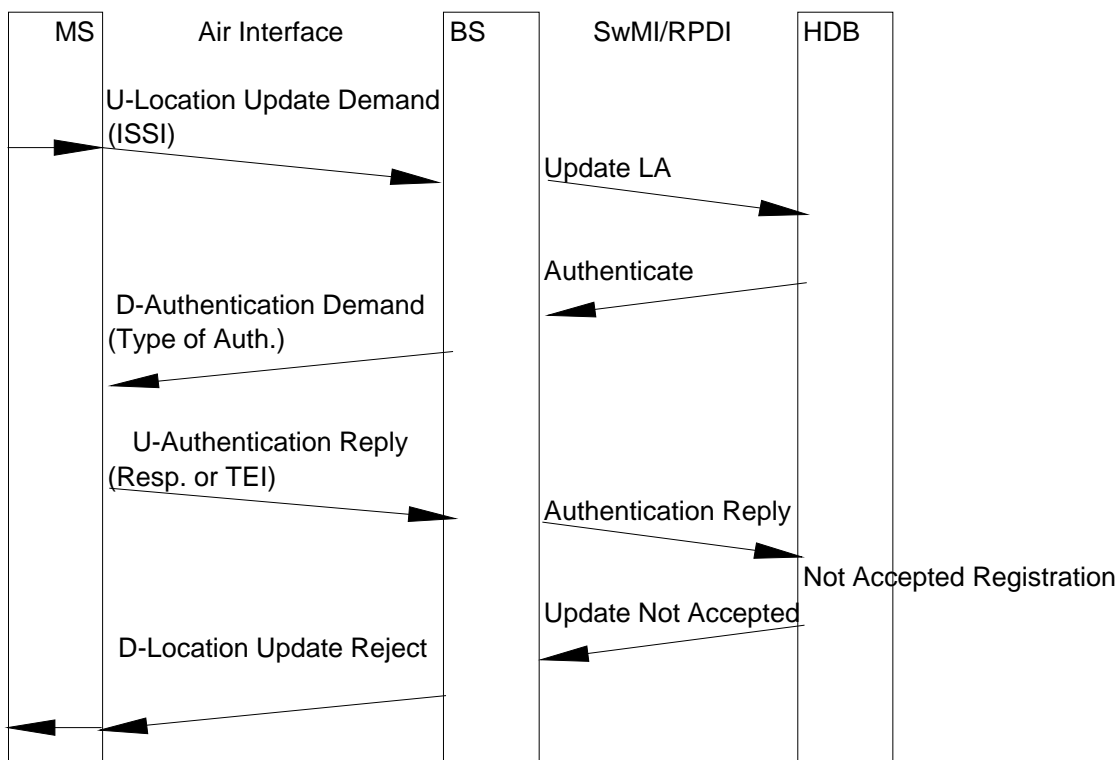 MS Air Interface BS SwMI/RPDI HDB
U-Location Update Demand
(ISSI)
Update LA
Authenticate
D-Authentication Demand
(Type of Auth.)
U-Authentication Reply
(Resp. or TEI)
Authentication Reply
Not Accepted Registration
Update Not Accepted
D-Location Update Reject